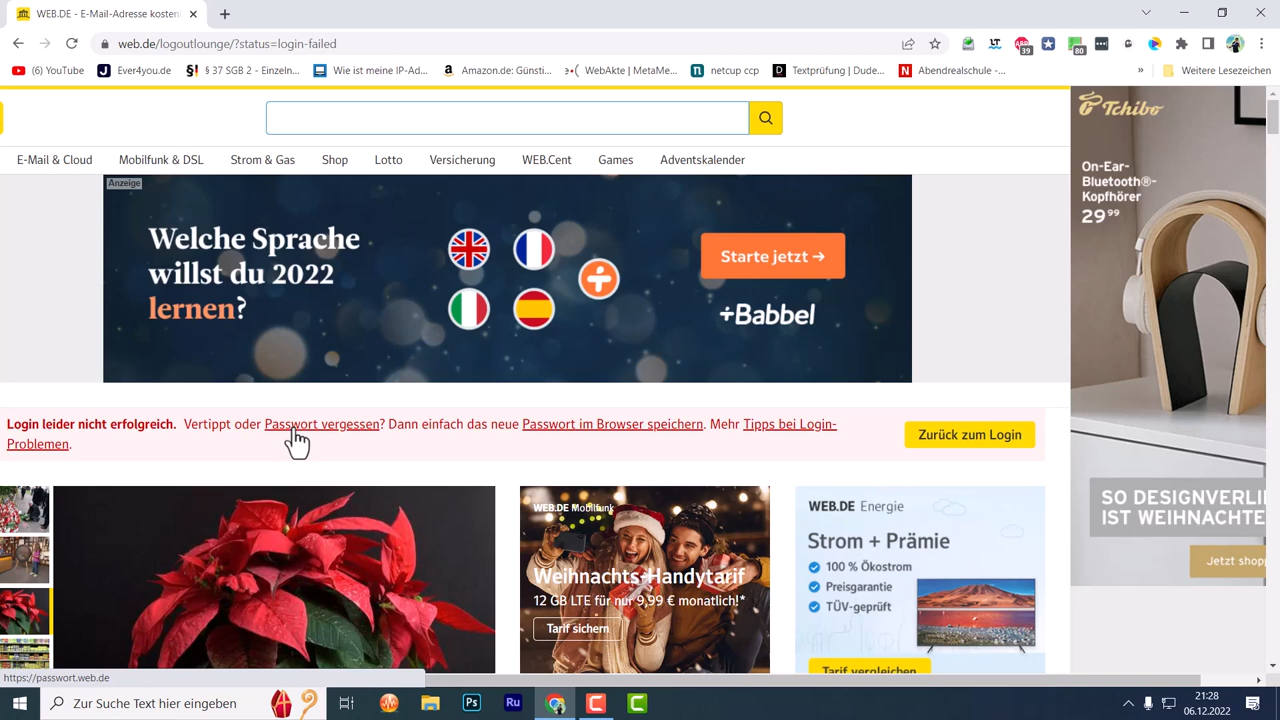 WEB.DE - E-Mail-Adresse kosten
web.de/logoutlounge/?status=login-failed
39
80
(6) YouTube
Ever4you.de
§ 37 SGB 2 - Einzeln...
Wie ist meine IP-Ad...
Amazon.de: Günsti...
WebAkte | MetaMe...
netcup ccp
Textprüfung | Dude...
Abendrealschule -...
»
Weitere Lesezeichen
E-Mail & Cloud
Mobilfunk & DSL
Strom & Gas
Shop
Lotto
Versicherung
WEB.Cent
Games
Adventskalender
Anzeige
Welche Sprache
willst du 2022
lernen?
Starte jetzt →
+Babbel
Tchibo
On-Ear-
Bluetooth®-
Kopfhörer
29 99
Login leider nicht erfolgreich. Vertippt oder Passwort vergessen? Dann einfach das neue Passwort im Browser speichern. Mehr Tipps bei Login-
Problemen.
Zurück zum Login
WEB.DE Mobilfunk
Weihnachts-Handytarif
12 GB LTE für nur 9,99 € monatlich!*
Tarif sichern
WEB.DE Energie
Strom + Prämie
100 % Ökostrom
Preisgarantie
TÜV-geprüft
Tarif vergleichen
SO DESIGNVERLI
IST WEIHNACHTE
Jetzt shopp
https://passwort.web.de
Zur Suche Text hier eingeben
Ps
Ru
21:28
06.12.2022